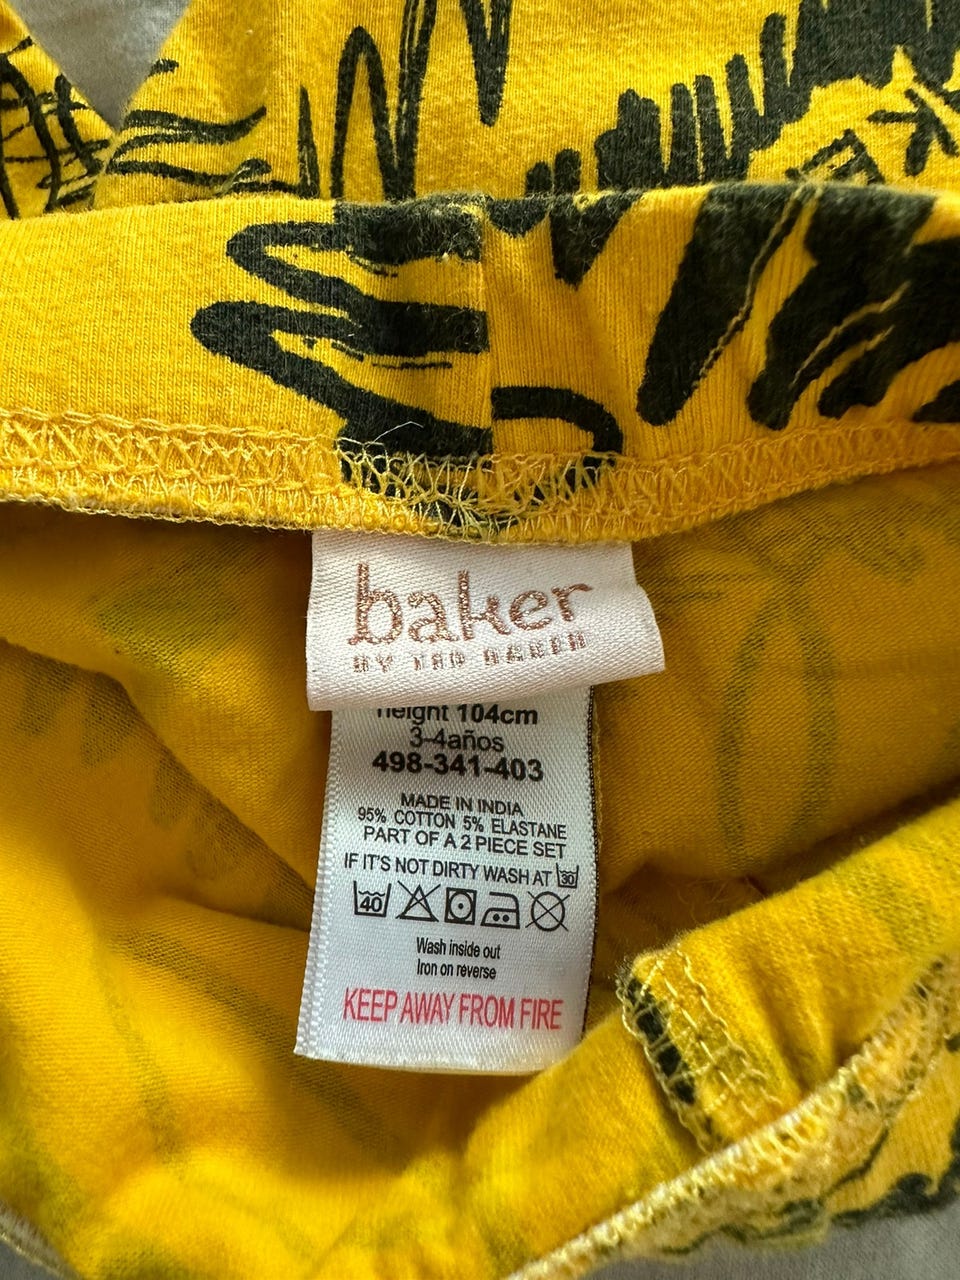 baker
BY TED BAKER
height 104cm
3-4años
498-341-403
MADE IN INDIA
95% COTTON 5% ELASTANE
PART OF A 2 PIECE SET
IF IT'S NOT DIRTY WASH AT 30
40
Wash inside out
Iron on reverse
KEEP AWAY FROM FIRE